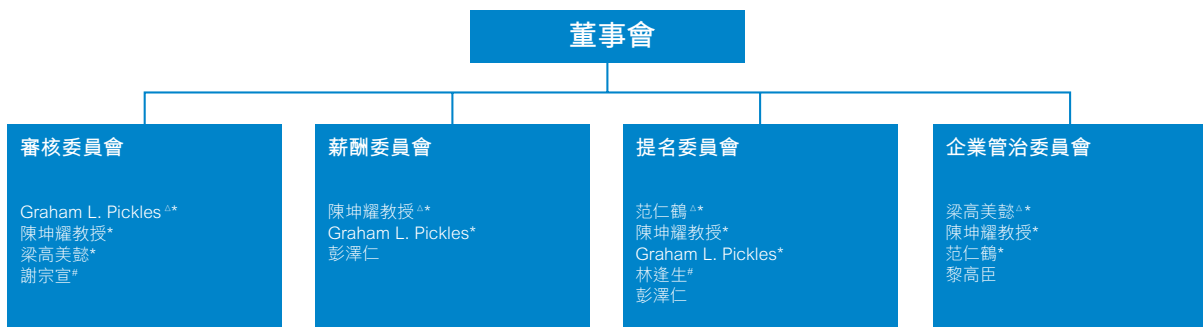 董事會
審核委員會
Graham L. Pickles △*
陳坤耀教授*
梁高美懿*
謝宗宣#
薪酬委員會
陳坤耀教授△*
Graham L. Pickles*
彭澤仁
提名委員會
范仁鶴△*
陳坤耀教授*
Graham L. Pickles*
林逢生#
彭澤仁
企業管治委員會
梁高美懿△*
陳坤耀教授*
范仁鶴*
黎高臣